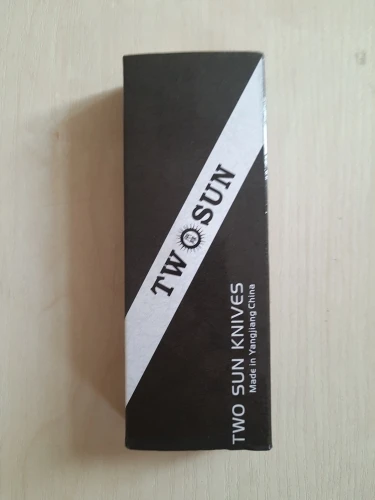 TWO SUN
TWO SUN KNIVES
Made in Yangjiang China